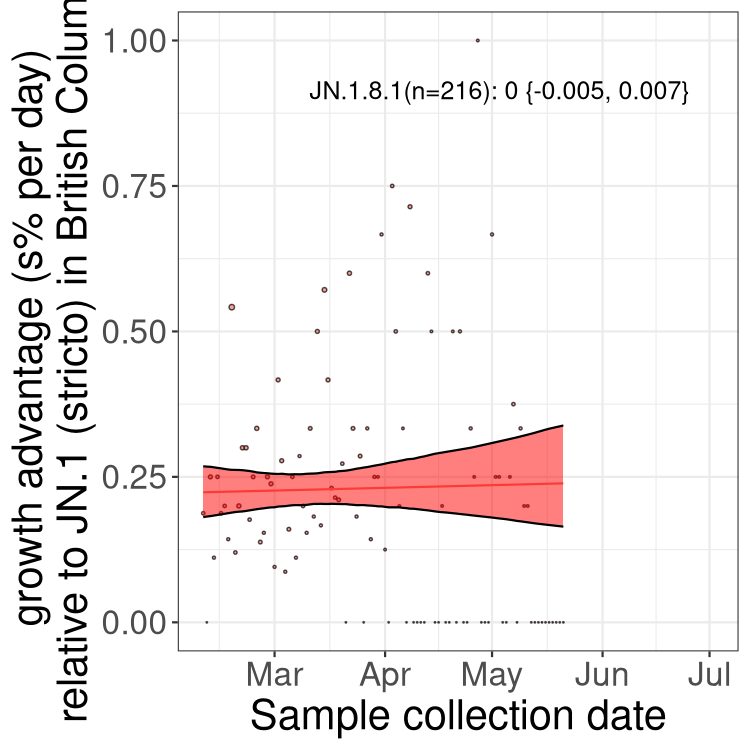 growth advantage (s% per day)
relative to JN.1 (stricto) in British Colum
1.00
0.75
0.50
0.25
0.00
JN.1.8.1(n=216): 0 {-0.005, 0.007}
Mar Apr May Jun Jul
Sample collection date